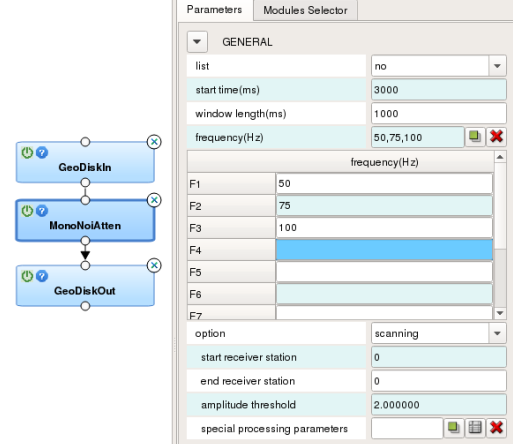 Parameters Modules Selector
GENERAL
list no
start time(ms) 3000
window length(ms) 1000
frequency(Hz) 50,75,100
frequency(Hz)
F1 50
F2 75
F3 100
F4
F5
F6
F7
option scanning
start receiver station 0
end receiver station 0
amplitude threshold 2.000000
special processing parameters
GeoDiskIn
MonoNoiAtten
GeoDiskOut